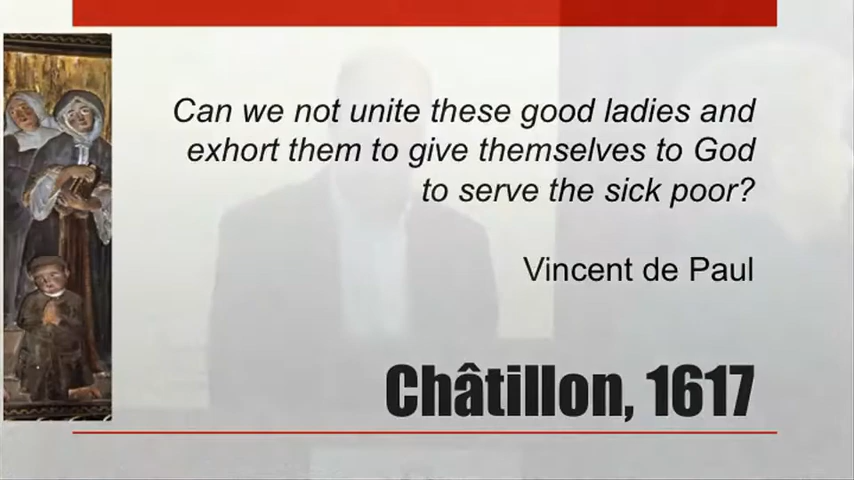 Can we not unite these good ladies and
exhort them to give themselves to God
to serve the sick poor?
Vincent de Paul
Châtillon, 1617